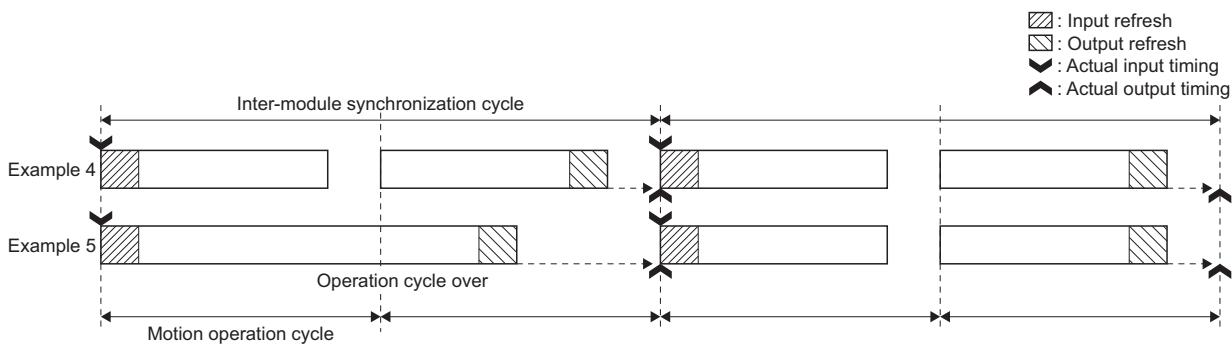 : Input refresh
: Output refresh
: Actual input timing
: Actual output timing
Inter-module synchronization cycle
Example 4
Example 5
Operation cycle over
Motion operation cycle